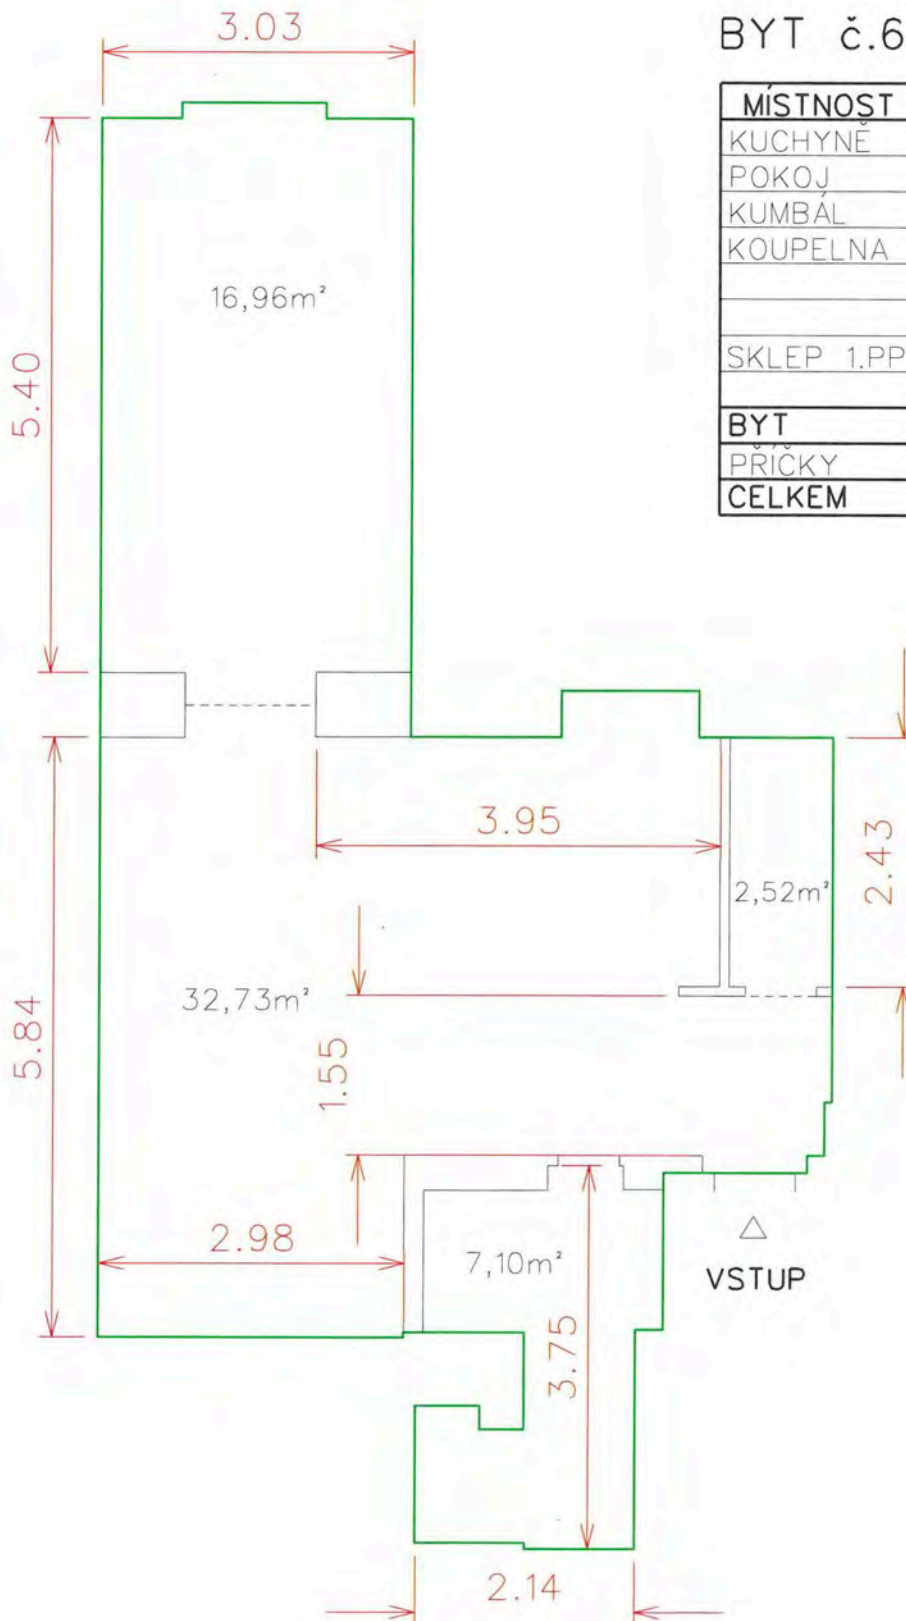 3.03
BYT č.6
MÍSTNOST
KUCHYNĚ
POKOJ
KUMBÁL
KOUPELNA
SKLEP 1.PP
BYT
PŘÍČKY
CELKEM
16,96m²
5.40
3.95
2.43
2,52m²
32,73m²
5.84
1.55
2.98
7,10m²
VSTUP
3.75
2.14